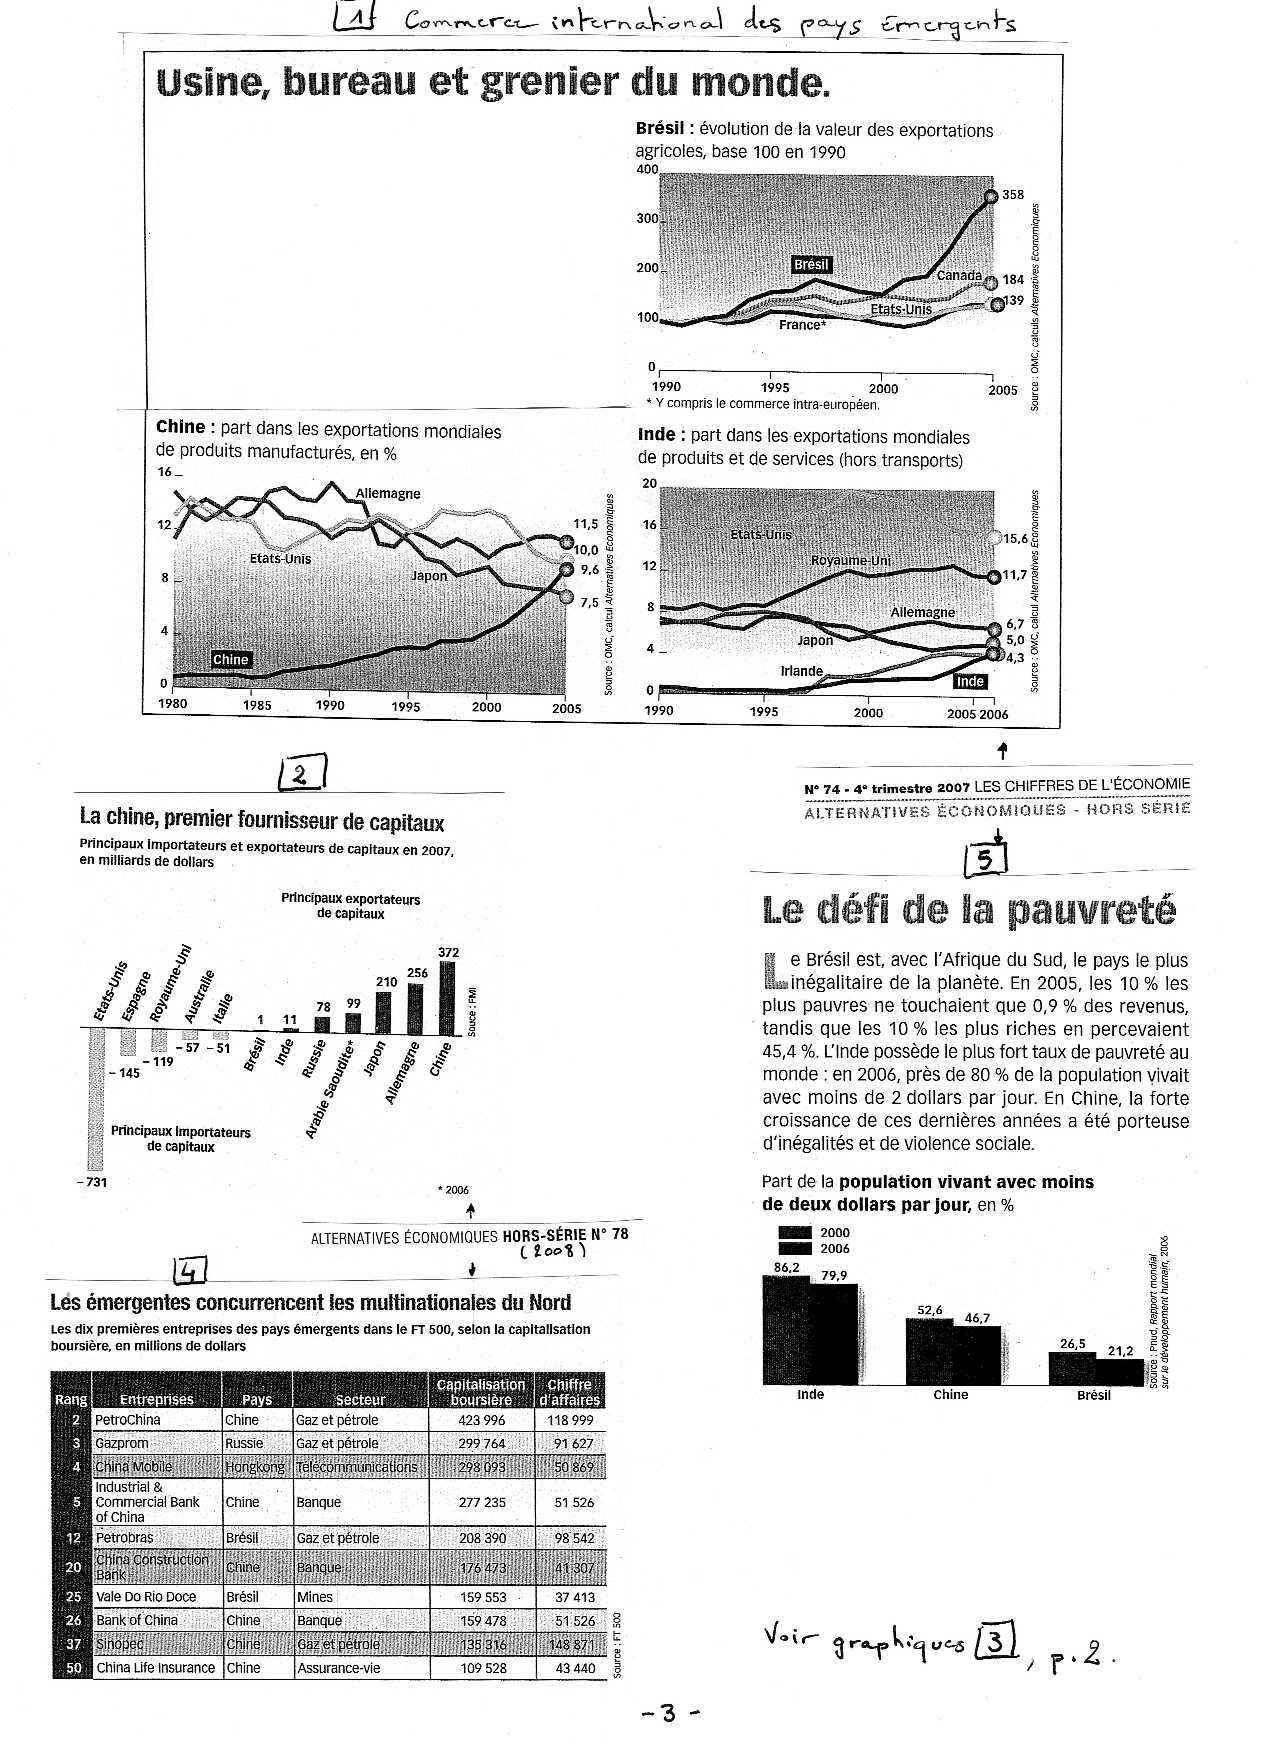 1 Commerce international des pays émergents
Usine, bureau et grenier du monde.
Brésil : évolution de la valeur des exportations
agricoles, base 100 en 1990
400
300
200
100
0
Brésil
Canada
Etats-Unis
France*
358
184
139
1990 1995 2000 2005
* Y compris le commerce intra-européen.
Source : OMC, calculs Alternatives Economiques
Chine : part dans les exportations mondiales
de produits manufacturés, en %
16
12
8
4
0
Allemagne
Etats-Unis
Japon
Chine
11,5
10,0
9,6
7,5
1980 1985 1990 1995 2000 2005
Source : OMC, calcul Alternatives Economiques
Inde : part dans les exportations mondiales
de produits et de services (hors transports)
20
16
12
8
4
0
Etats-Unis
Royaume-Uni
Allemagne
Japon
Irlande
Inde
15,6
11,7
6,7
5,0
4,3
1990 1995 2000 2005 2006
Source : OMC, calcul Alternatives Economiques
N° 74 - 4e trimestre 2007 LES CHIFFRES DE L'ÉCONOMIE
ALTERNATIVES ÉCONOMIQUES - HORS SÉRIE
2
La chine, premier fournisseur de capitaux
Principaux importateurs et exportateurs de capitaux en 2007,
en milliards de dollars
Principaux exportateurs
de capitaux
Etats-Unis
Espagne
Royaume-Uni
Australie
Italie
1 11 78 99 210 256 372
- 731
- 145
- 119
- 57
- 51
Brésil
Inde
Russie
Arabie Saoudite*
Japon
Allemagne
Chine
Principaux importateurs
de capitaux
Souce : FMI
* 2006
ALTERNATIVES ÉCONOMIQUES HORS-SÉRIE N° 78
(2008)
5
Le défi de la pauvreté
Le Brésil est, avec l'Afrique du Sud, le pays le plus
inégalitaire de la planète. En 2005, les 10 % les
plus pauvres ne touchaient que 0,9 % des revenus,
tandis que les 10 % les plus riches en percevaient
45,4 %. L'Inde possède le plus fort taux de pauvreté au
monde : en 2006, près de 80 % de la population vivait
avec moins de 2 dollars par jour. En Chine, la forte
croissance de ces dernières années a été porteuse
d'inégalités et de violence sociale.
Part de la population vivant avec moins
de deux dollars par jour, en %
2000
2006
86,2 79,9
52,6 46,7
26,5 21,2
Inde Chine Brésil
Source : Pnud, Rapport mondial
sur le développement humain, 2006
4
Les émergentes concurrencent les multinationales du Nord
Les dix premières entreprises des pays émergents dans le FT 500, selon la capitalisation
boursière, en millions de dollars
Rang Entreprises Pays Secteur Capitalisation boursière Chiffre d'affaires
2 PetroChina Chine Gaz et pétrole 423 996 118 999
3 Gazprom Russie Gaz et pétrole 299 764 91 627
4 China Mobile Hongkong Télécommunications 298 093 50 869
5 Industrial & Commercial Bank of China Chine Banque 277 235 51 526
12 Petrobras Brésil Gaz et pétrole 208 390 98 542
20 China Construction Bank Chine Banque 176 473 41 307
25 Vale Do Rio Doce Brésil Mines 159 553 37 413
26 Bank of China Chine Banque 159 478 51 526
37 Sinopec Chine Gaz et pétrole 135 316 148 871
50 China Life Insurance Chine Assurance-vie 109 528 43 440
Source : FT 500
Voir graphiques 3, p.2.
- 3 -